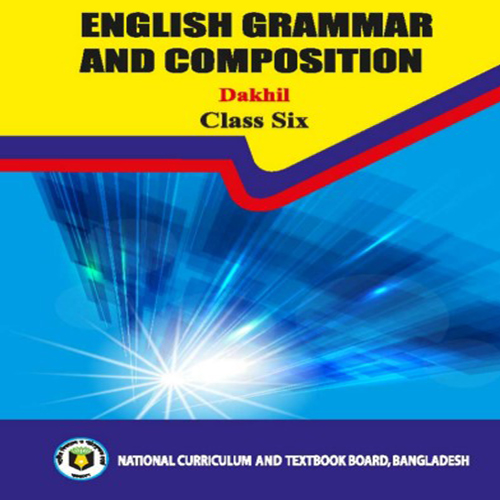 ENGLISH GRAMMAR
AND COMPOSITION
Dakhil
Class Six
NATIONAL CURRICULUM AND TEXTBOOK BOARD, BANGLADESH